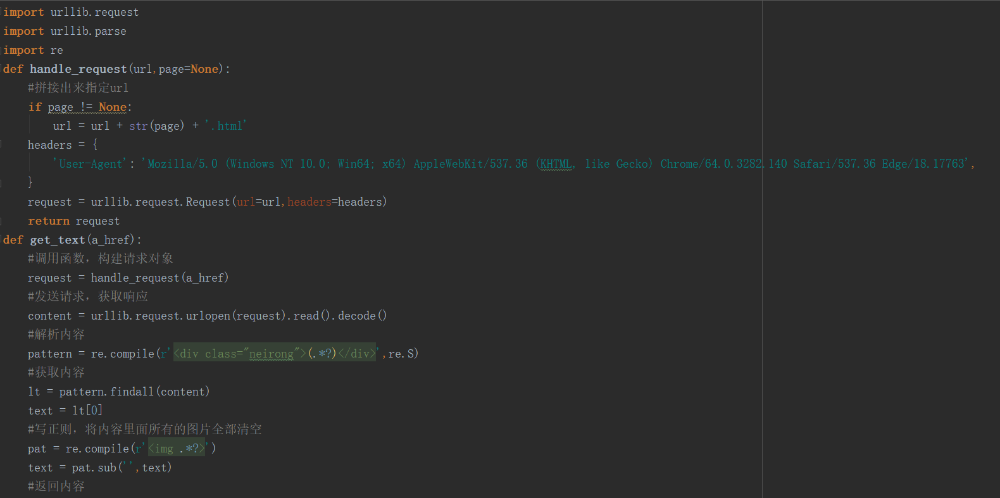 import urllib.request
import urllib.parse
import re
def handle_request(url,page=None):
    #拼接出来指定url
    if page != None:
        url = url + str(page) + '.html'
    headers = {
        'User-Agent': 'Mozilla/5.0 (Windows NT 10.0; Win64; x64) AppleWebKit/537.36 (KHTML, like Gecko) Chrome/64.0.3282.140 Safari/537.36 Edge/18.17763',
    }
    request = urllib.request.Request(url=url,headers=headers)
    return request
def get_text(a_href):
    #调用函数，构建请求对象
    request = handle_request(a_href)
    #发送请求，获取响应
    content = urllib.request.urlopen(request).read().decode()
    #解析内容
    pattern = re.compile(r'<div class="neirong">(.*?)</div>',re.S)
    #获取内容
    lt = pattern.findall(content)
    text = lt[0]
    #写正则，将内容里面所有的图片全部清空
    pat = re.compile(r'<img .*?>')
    text = pat.sub('',text)
    #返回内容